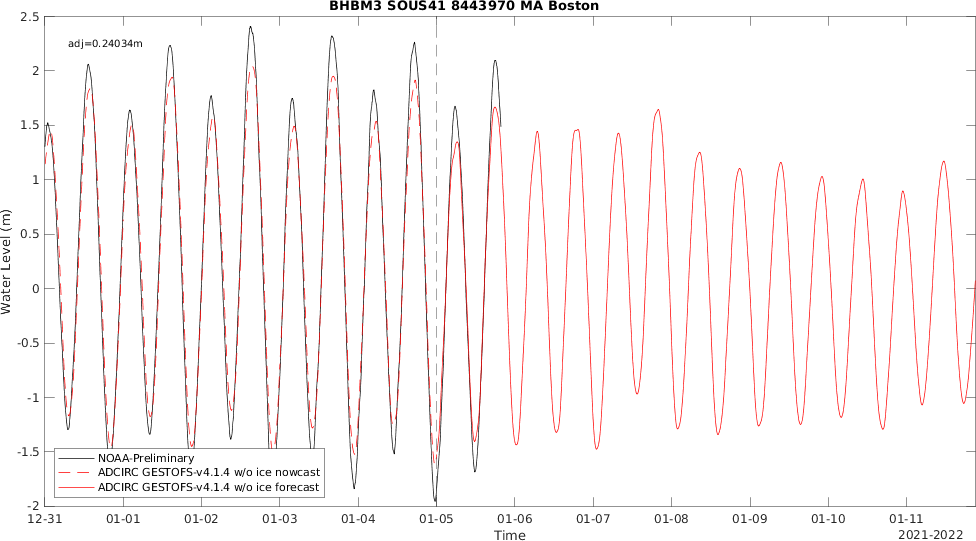 BHBM3 SOUS41 8443970 MA Boston
adj=0.24034m
2.5
2
1.5
1
0.5
0
-0.5
-1
-1.5
-2
Water Level (m)
NOAA-Preliminary
ADCIRC GESTOFS-v4.1.4 w/o ice nowcast
ADCIRC GESTOFS-v4.1.4 w/o ice forecast
12-31 01-01 01-02 01-03 01-04 01-05 01-06 01-07 01-08 01-09 01-10 01-11
Time
2021-2022